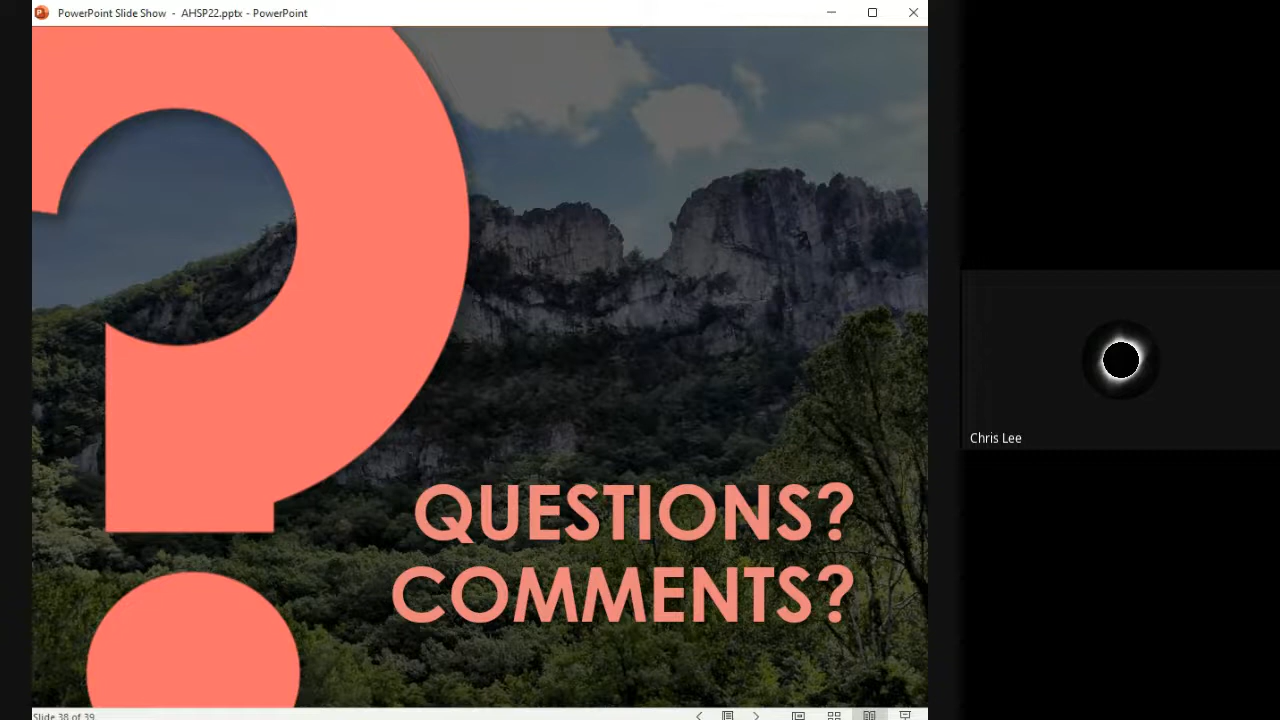 PowerPoint Slide Show - AHSP22.pptx - PowerPoint
QUESTIONS?
COMMENTS?
Chris Lee
Slide 38 of 39